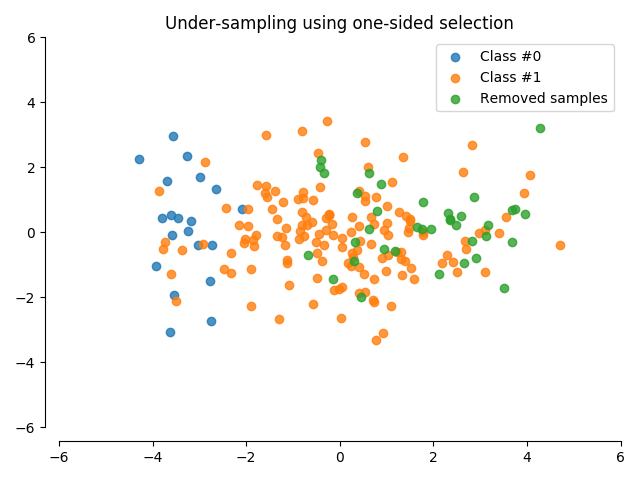 Under-sampling using one-sided selection
Class #0
Class #1
Removed samples
6
4
2
0
−2
−4
−6
−6 −4 −2 0 2 4 6